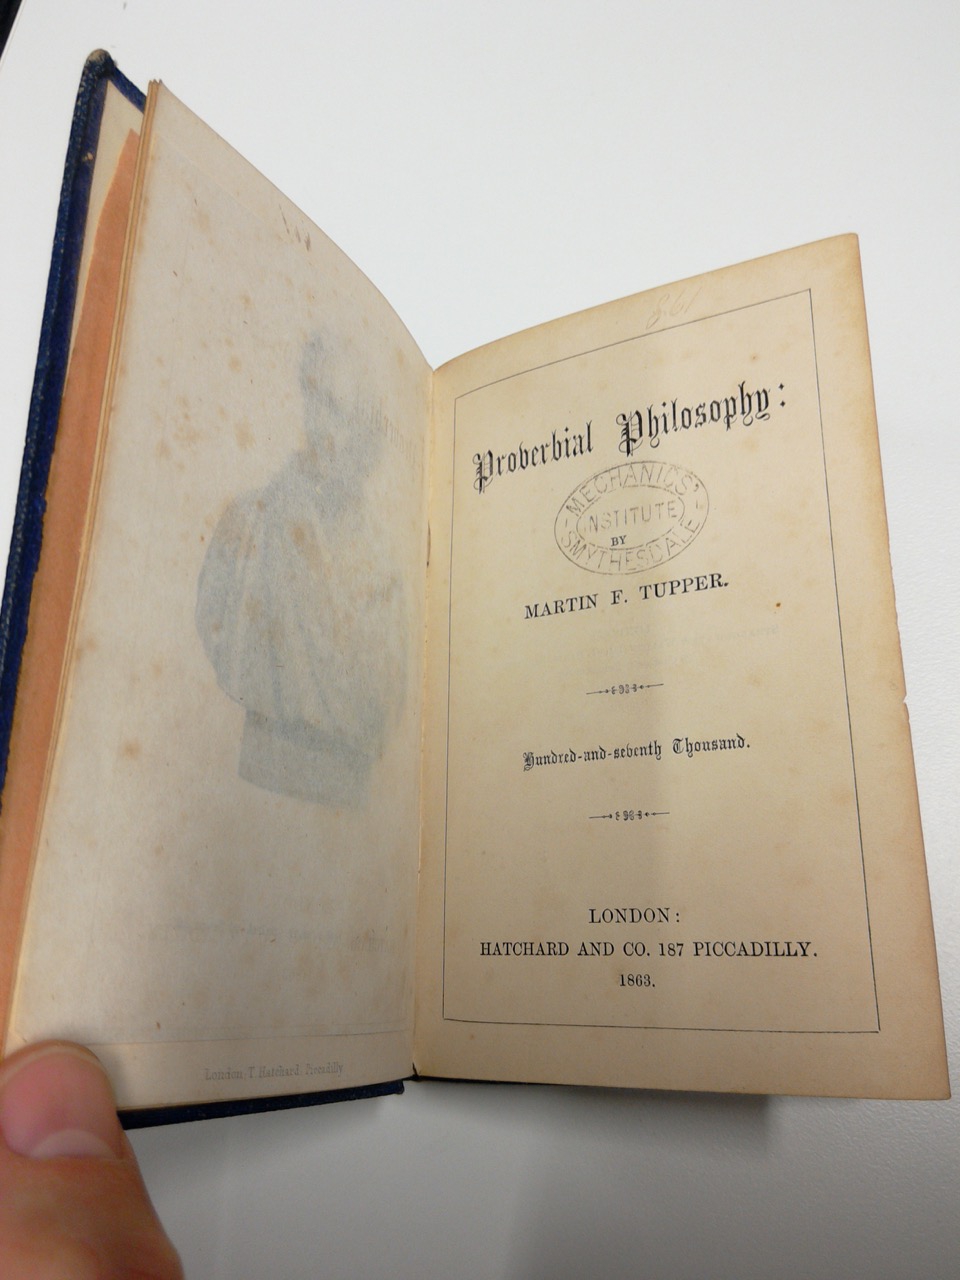 861
Proverbial Philosophy:
MECHANICS'
INSTITUTE
SMYTHESDALE
BY
MARTIN F. TUPPER.
Hundred-and-seventh Thousand.
LONDON:
HATCHARD AND CO. 187 PICCADILLY.
1863.
London, T. Hatchard, Piccadilly